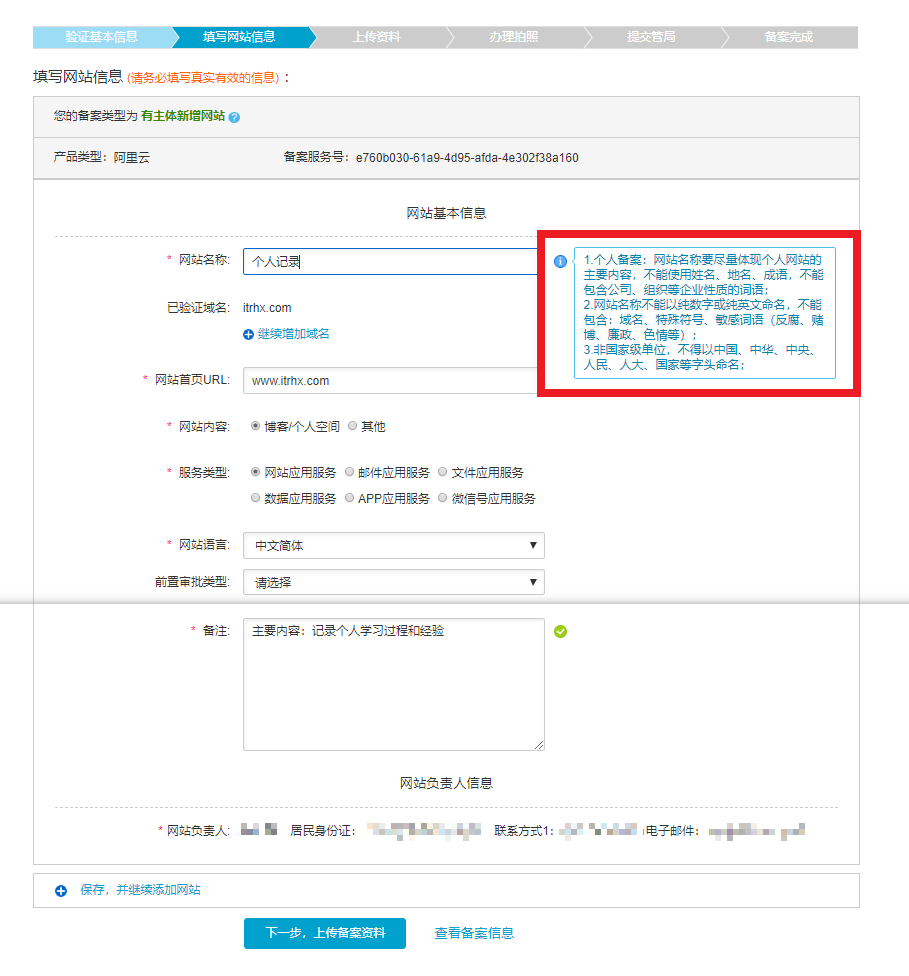 验证基本信息 填写网站信息 上传资料 办理拍照 提交管局 备案完成
填写网站信息 (请务必填写真实有效的信息) :
您的备案类型为 有主体新增网站 ?
产品类型: 阿里云 备案服务号: e760b030-61a9-4d95-afda-4e302f38a160
网站基本信息
* 网站名称: 个人记录
1.个人备案: 网站名称要尽量体现个人网站的
主要内容, 不能使用姓名、地名、成语, 不能
包含公司、组织等企业性质的词语;
2.网站名称不能以纯数字或纯英文命名, 不能
包含: 域名、特殊符号、敏感词语 (反腐、赌
博、廉政、色情等) ;
3.非国家级单位, 不得以中国、中华、中央、
人民、人大、国家等字头命名;
已验证域名: itrhx.com
继续增加域名
* 网站首页URL: www.itrhx.com
* 网站内容: 博客/个人空间 其他
* 服务类型: 网站应用服务 邮件应用服务 文件应用服务
数据应用服务 APP应用服务 微信号应用服务
* 网站语言: 中文简体
前置审批类型: 请选择
* 备注: 主要内容: 记录个人学习过程和经验
网站负责人信息
* 网站负责人: 居民身份证: 联系方式1: 电子邮件:
保存, 并继续添加网站
下一步, 上传备案资料 查看备案信息